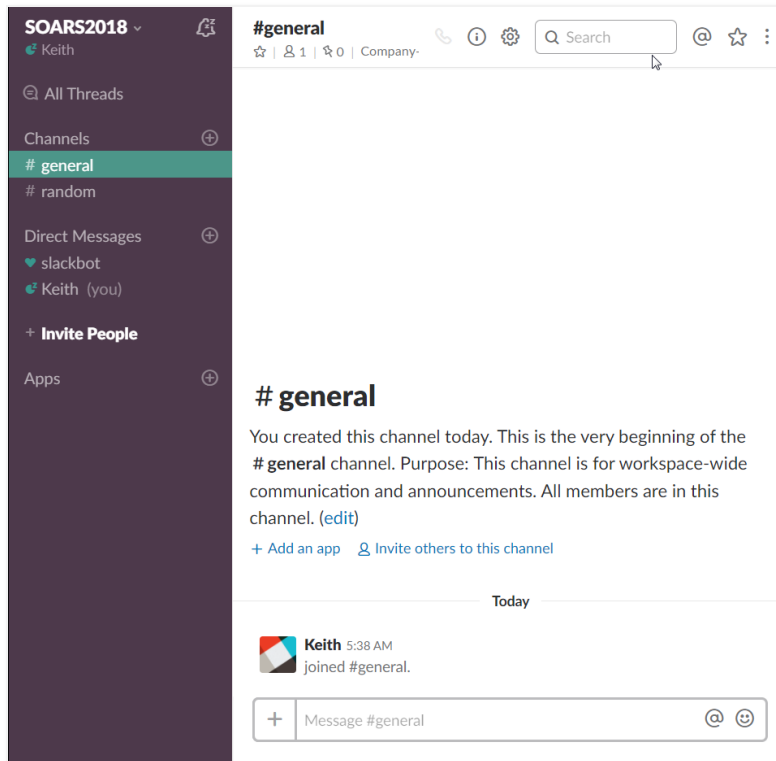 SOARS2018
Keith
All Threads
Channels
# general
# random
Direct Messages
slackbot
Keith (you)
+ Invite People
Apps
#general
1 | 0 | Company-
Search
# general
You created this channel today. This is the very beginning of the
# general channel. Purpose: This channel is for workspace-wide
communication and announcements. All members are in this
channel. (edit)
+ Add an app Invite others to this channel
Today
Keith 5:38 AM
joined #general.
+ Message #general @